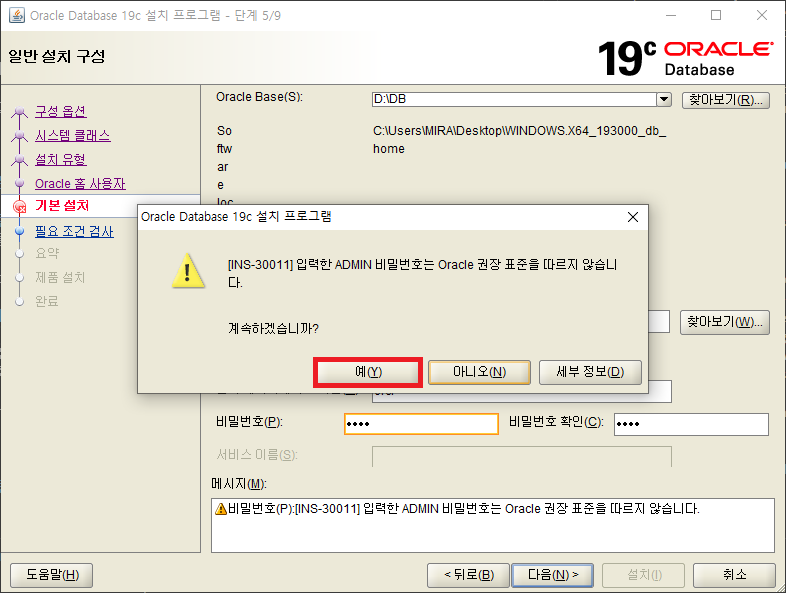 Oracle Database 19c 설치 프로그램 - 단계 5/9
일반 설치 구성
19c ORACLE
Database
구성 옵션
시스템 클래스
설치 유형
Oracle 홈 사용자
기본 설치
필요 조건 검사
요약
제품 설치
완료
Oracle Base(S):
D:\DB
찾아보기(R)...
So
ftw
ar
e
loc
C:\Users\MIRA\Desktop\WINDOWS.X64_193000_db_
home
Oracle Database 19c 설치 프로그램
[INS-30011] 입력한 ADMIN 비밀번호는 Oracle 권장 표준을 따르지 않습니
다.
계속하겠습니까?
예(Y)
아니오(N)
세부 정보(D)
찾아보기(W)...
비밀번호(P):
••••
비밀번호 확인(C):
••••
서비스 이름(S):
메시지(M):
비밀번호(P):[INS-30011] 입력한 ADMIN 비밀번호는 Oracle 권장 표준을 따르지 않습니다.
도움말(H)
< 뒤로(B)
다음(N) >
설치(I)
취소